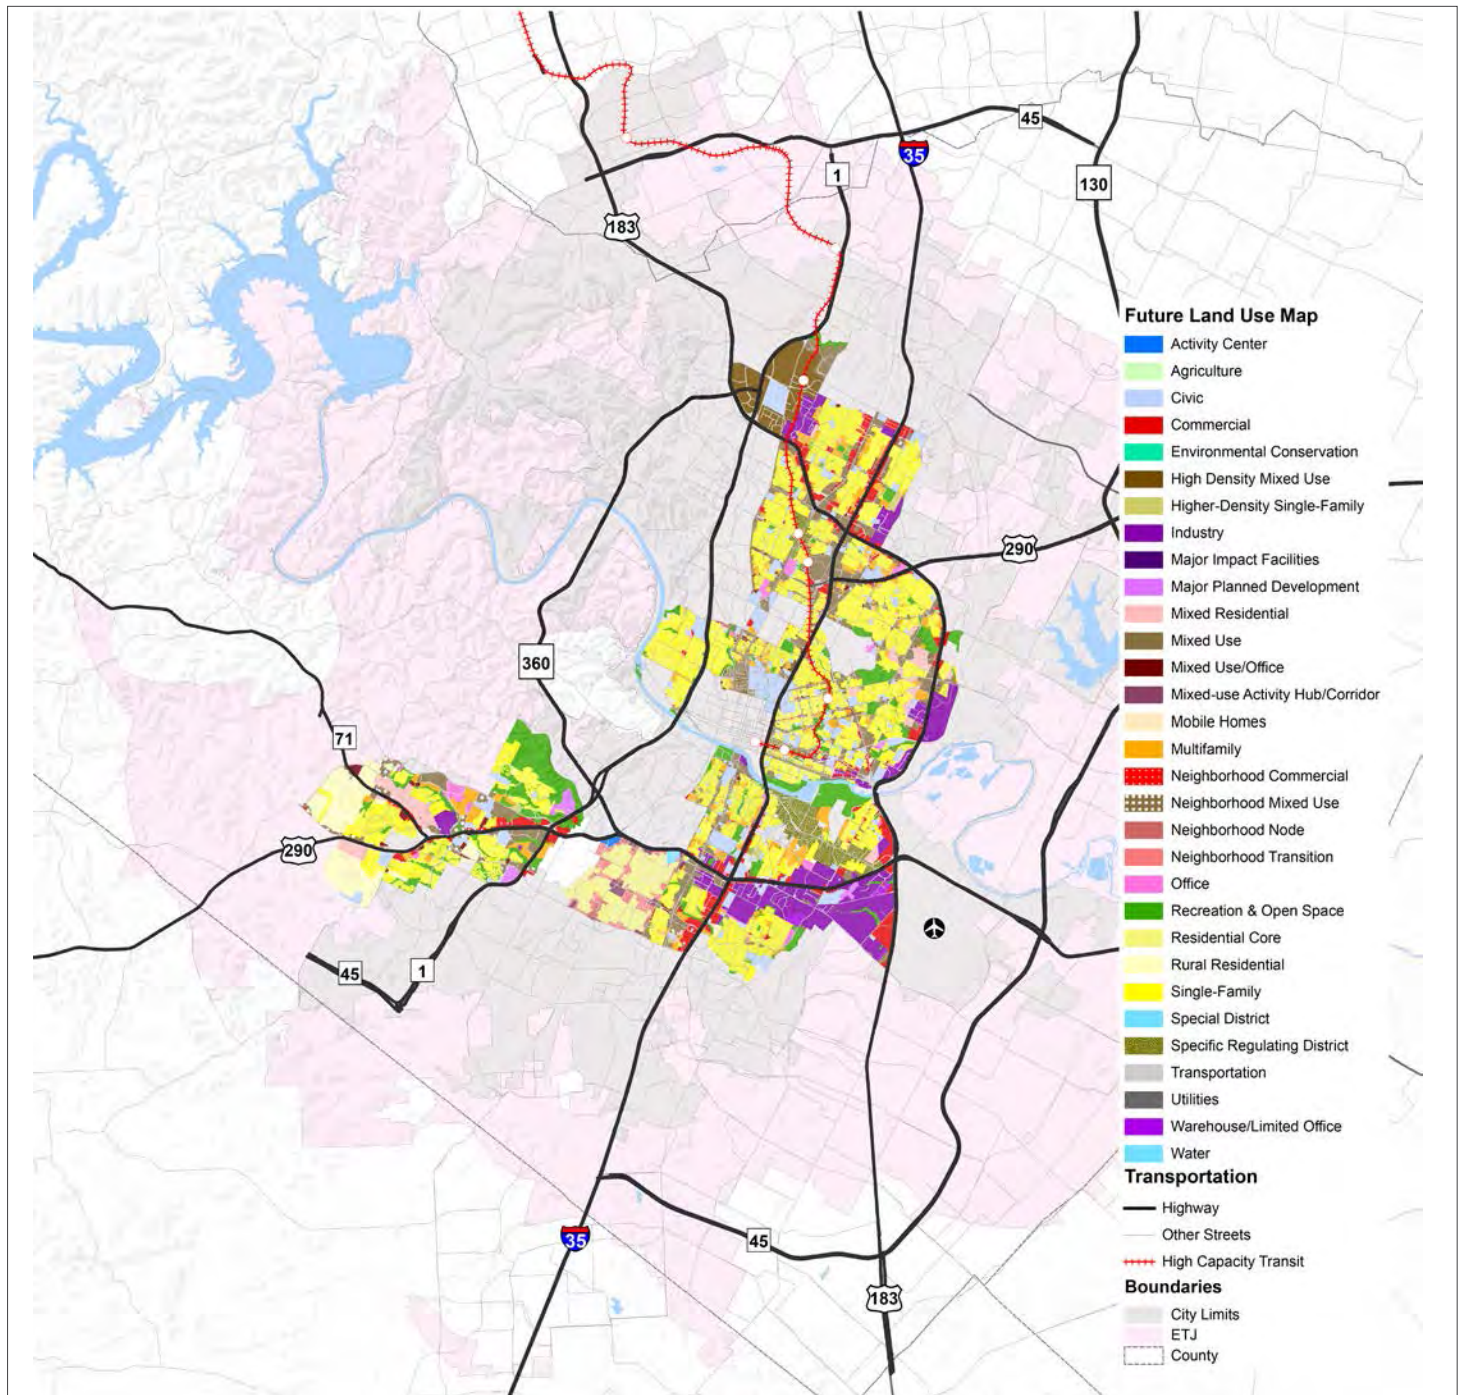 45
35
1
130
183
Future Land Use Map
Activity Center
Agriculture
Civic
Commercial
Environmental Conservation
High Density Mixed Use
Higher-Density Single-Family
Industry
Major Impact Facilities
Major Planned Development
Mixed Residential
Mixed Use
Mixed Use/Office
Mixed-use Activity Hub/Corridor
Mobile Homes
Multifamily
Neighborhood Commercial
Neighborhood Mixed Use
Neighborhood Node
Neighborhood Transition
Office
Recreation & Open Space
Residential Core
Rural Residential
Single-Family
Special District
Specific Regulating District
Transportation
Utilities
Warehouse/Limited Office
Water
Transportation
Highway
Other Streets
High Capacity Transit
Boundaries
City Limits
ETJ
County
290
360
71
290
45
1
35
45
183